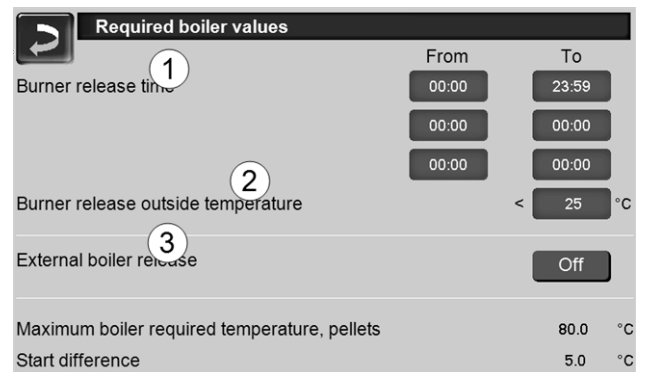 Required boiler values
From To
1
Burner release time 00:00 23:59
00:00 00:00
00:00 00:00
2
Burner release outside temperature < 25 °C
3
External boiler release Off
Maximum boiler required temperature, pellets 80.0 °C
Start difference 5.0 °C